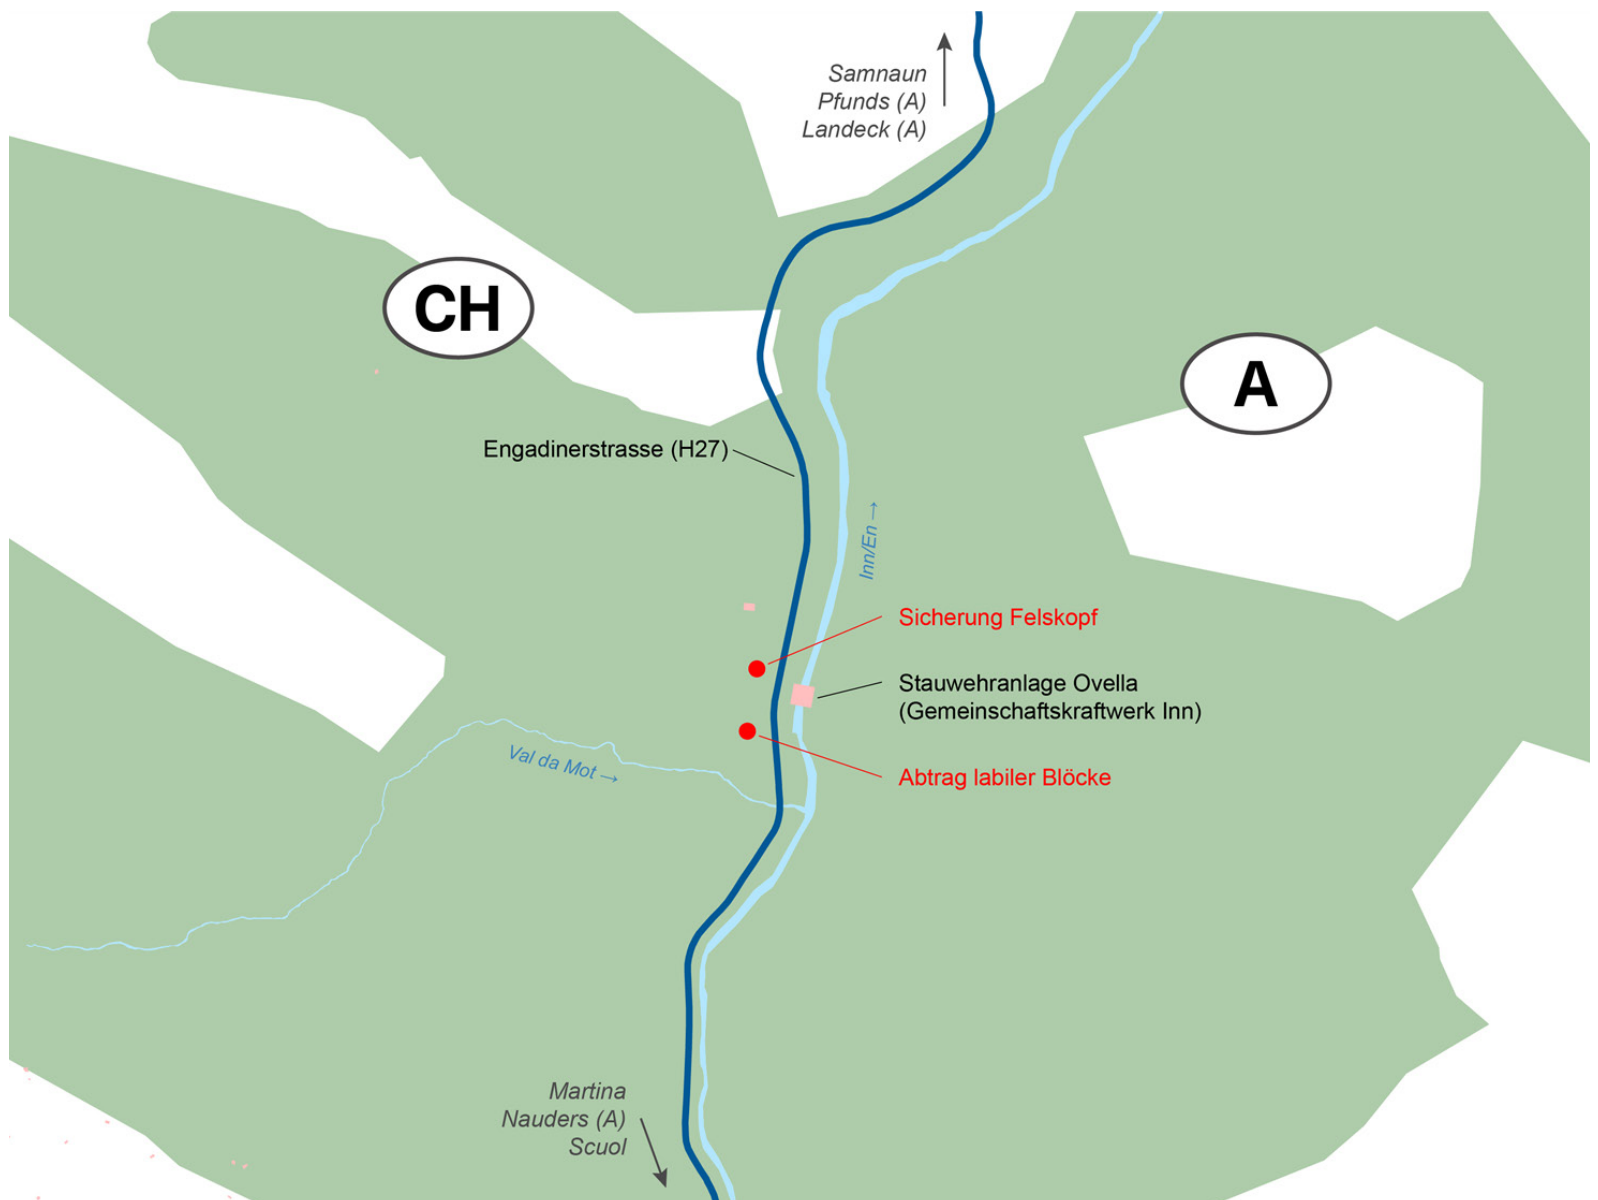 Samnaun
Pfunds (A)
Landeck (A)
CH
A
Engadinerstrasse (H27)
Inn/En →
Sicherung Felskopf
Stauwehranlage Ovella
(Gemeinschaftskraftwerk Inn)
Val da Mot →
Abtrag labiler Blöcke
Martina
Nauders (A)
Scuol